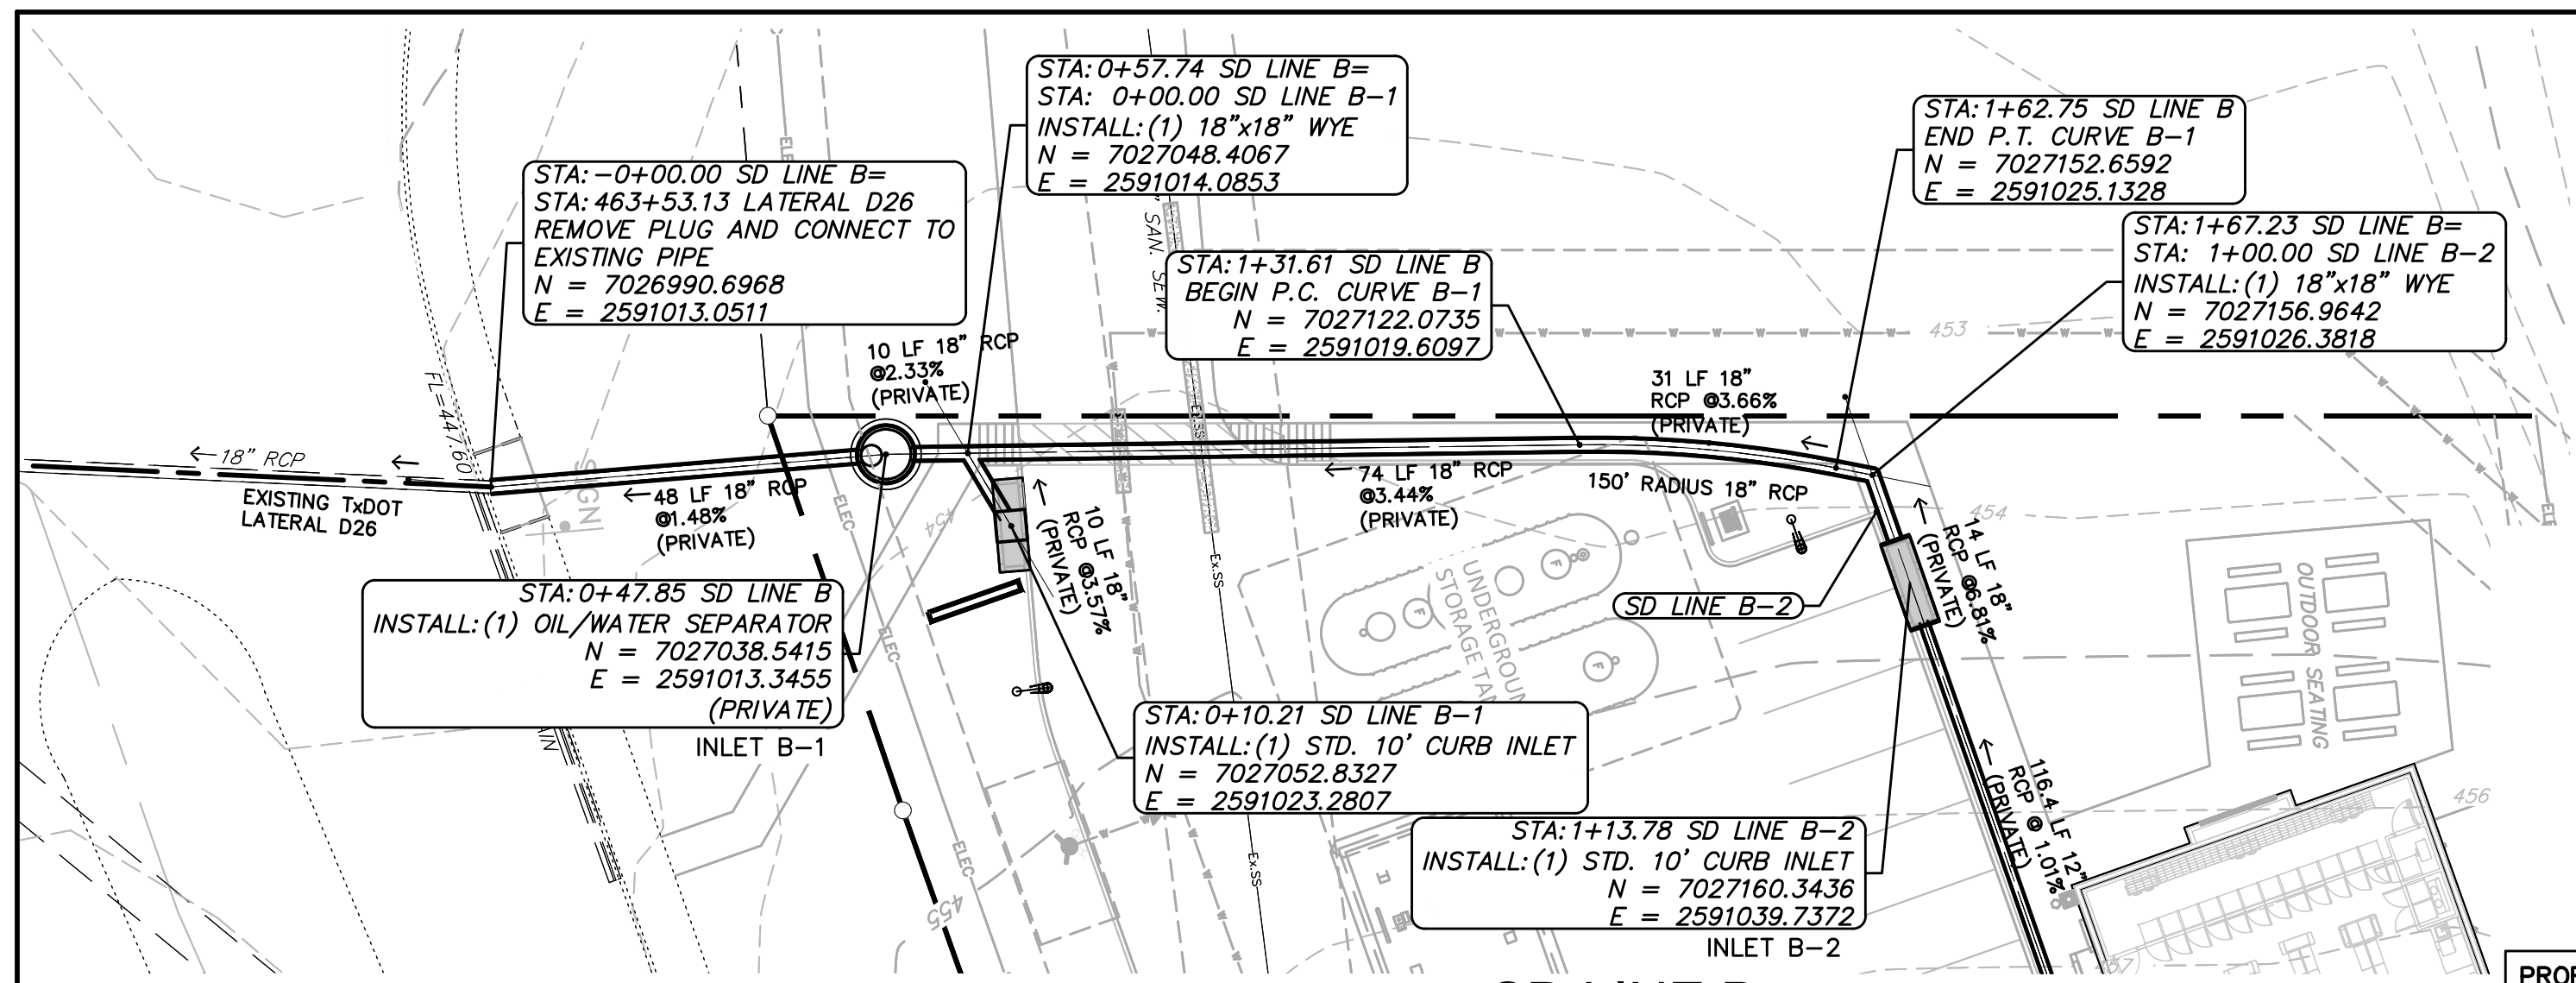 STA:0+57.74 SD LINE B=
STA: 0+00.00 SD LINE B-1
INSTALL:(1) 18"x18" WYE
N = 7027048.4067
E = 2591014.0853
STA:1+62.75 SD LINE B
END P.T. CURVE B-1
N = 7027152.6592
E = 2591025.1328
STA:-0+00.00 SD LINE B=
STA:463+53.13 LATERAL D26
REMOVE PLUG AND CONNECT TO
EXISTING PIPE
N = 7026990.6968
E = 2591013.0511
STA:1+67.23 SD LINE B=
STA: 1+00.00 SD LINE B-2
INSTALL:(1) 18"x18" WYE
N = 7027156.9642
E = 2591026.3818
STA:1+31.61 SD LINE B
BEGIN P.C. CURVE B-1
N = 7027122.0735
E = 2591019.6097
" SAN. SEW.
453
10 LF 18" RCP
@2.33%
(PRIVATE)
31 LF 18"
RCP @3.66%
(PRIVATE)
FL=447.60
18" RCP
EXISTING TxDOT
LATERAL D26
SIGN
48 LF 18" RCP
@1.48%
(PRIVATE)
ELEC
454
10 LF 18"
RCP @3.57%
(PRIVATE)
Ex.SS
74 LF 18" RCP
@3.44%
(PRIVATE)
150' RADIUS 18" RCP
454
14 LF 18"
RCP @6.81%
(PRIVATE)
OUTDOOR SEATING
Ex.SS
UNDERGROUN
STORAGE TAN
F
F
F
SD LINE B-2
STA:0+47.85 SD LINE B
INSTALL:(1) OIL/WATER SEPARATOR
N = 7027038.5415
E = 2591013.3455
(PRIVATE)
INLET B-1
ELEC
STA:0+10.21 SD LINE B-1
INSTALL:(1) STD. 10' CURB INLET
N = 7027052.8327
E = 2591023.2807
116.4 LF 12"
RCP @ 1.01%
(PRIVATE)
456
STA:1+13.78 SD LINE B-2
INSTALL:(1) STD. 10' CURB INLET
N = 7027160.3436
E = 2591039.7372
INLET B-2
ELEC
455
Ex.SS